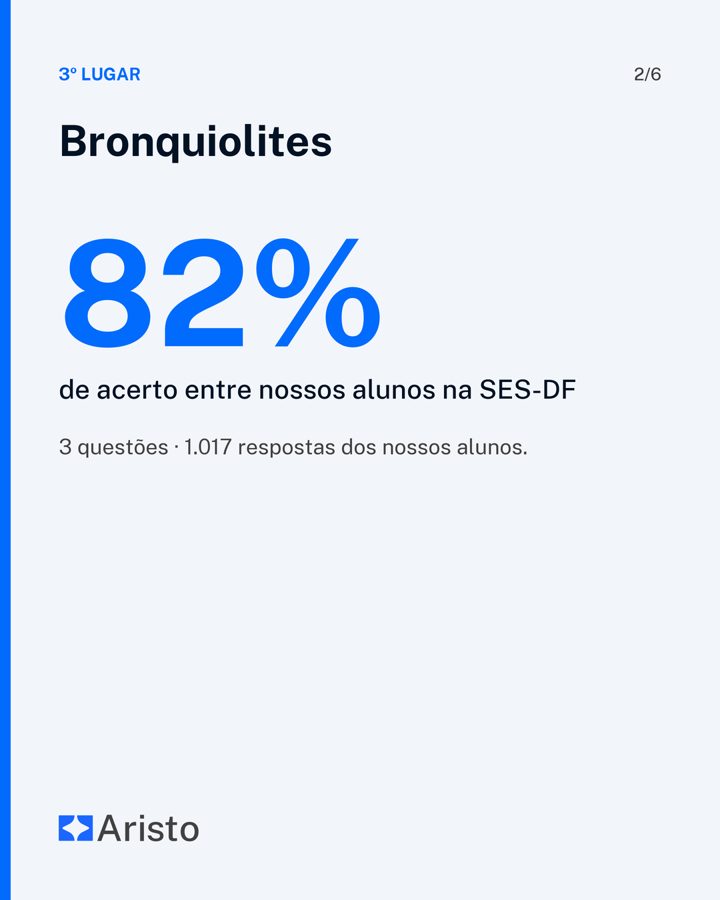 3º LUGAR
2/6
Bronquiolites
82%
de acerto entre nossos alunos na SES-DF
3 questões · 1.017 respostas dos nossos alunos.
Aristo